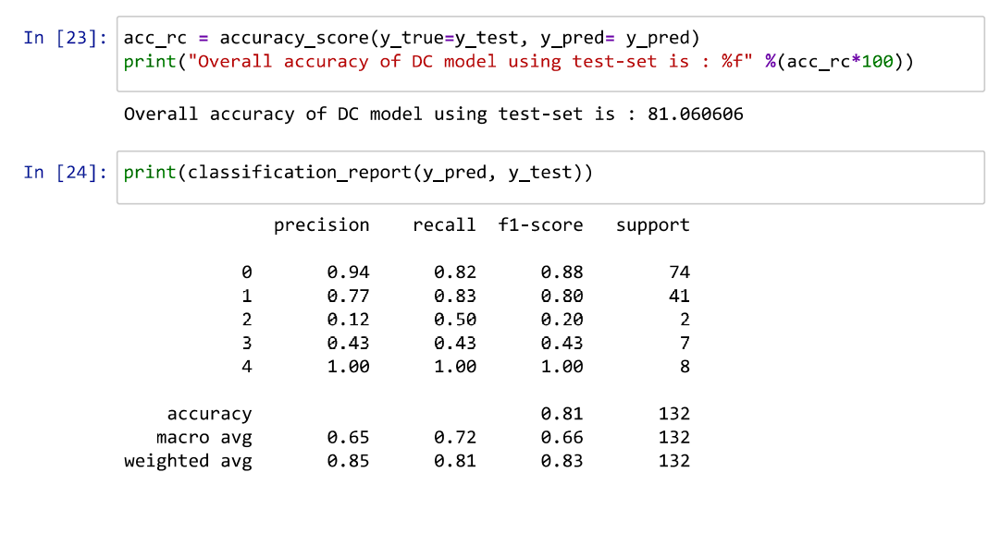 In [23]: acc_rc = accuracy_score(y_true=y_test, y_pred= y_pred)
print("Overall accuracy of DC model using test-set is : %f" %(acc_rc*100))
Overall accuracy of DC model using test-set is : 81.060606
In [24]: print(classification_report(y_pred, y_test))
precision recall f1-score support
0 0.94 0.82 0.88 74
1 0.77 0.83 0.80 41
2 0.12 0.50 0.20 2
3 0.43 0.43 0.43 7
4 1.00 1.00 1.00 8
accuracy 0.81 132
macro avg 0.65 0.72 0.66 132
weighted avg 0.85 0.81 0.83 132